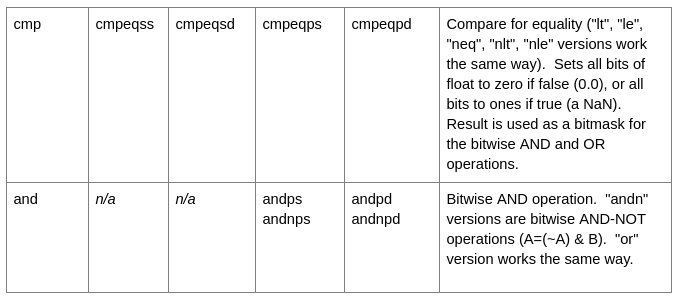 cmp cmpeqss cmpeqsd cmpeqps cmpeqpd Compare for equality ("lt", "le",
"neq", "nlt", "nle" versions work
the same way).  Sets all bits of
float to zero if false (0.0), or all
bits to ones if true (a NaN).
Result is used as a bitmask for
the bitwise AND and OR
operations.
and n/a n/a andps andpd Bitwise AND operation.  "andn"
andnps andnpd versions are bitwise AND-NOT
operations (A=(~A) & B).  "or"
version works the same way.